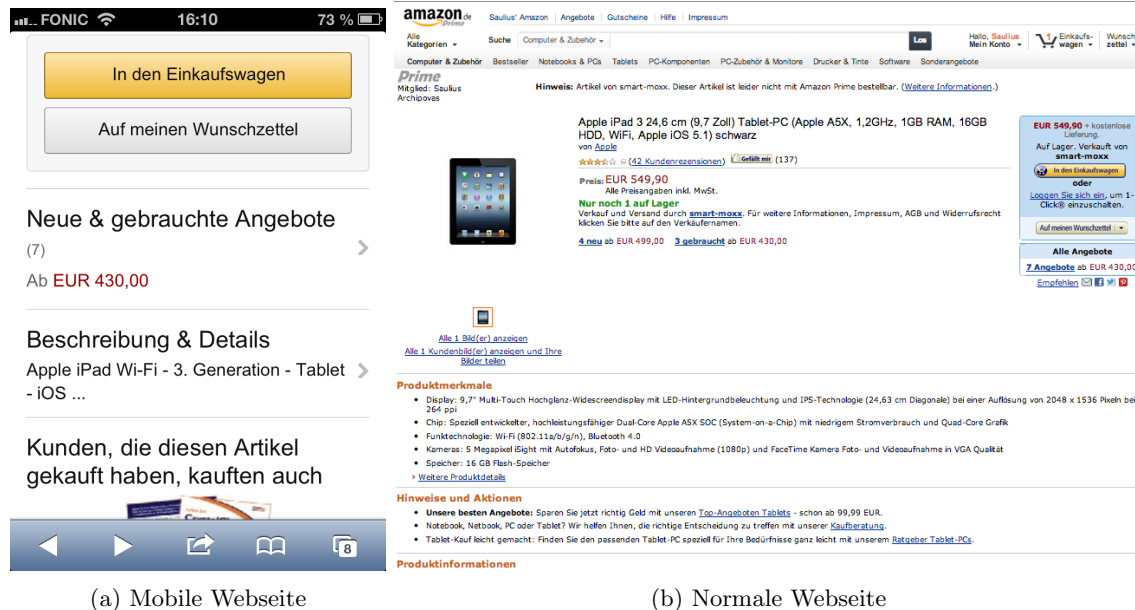 FONIC 16:10 73 %
In den Einkaufswagen
Auf meinen Wunschzettel
Neue & gebrauchte Angebote
(7)
Ab EUR 430,00
Beschreibung & Details
Apple iPad Wi-Fi - 3. Generation - Tablet
- iOS ...
Kunden, die diesen Artikel
gekauft haben, kauften auch
8
(a) Mobile Webseite
amazon.de
Prime
Saulius' Amazon | Angebote | Gutscheine | Hilfe | Impressum
Alle
Kategorien
Suche Computer & Zubehör
Los
Hallo, Saulius
Mein Konto
1 Einkaufs-
wagen
Wunsch
zettel
Computer & Zubehör Bestseller Notebooks & PCs Tablets PC-Komponenten PC-Zubehör & Monitore Drucker & Tinte Software Sonderangebote
Prime
Mitglied: Saulius
Archipovas
Hinweis: Artikel von smart-moxx. Dieser Artikel ist leider nicht mit Amazon Prime bestellbar. (Weitere Informationen.)
Apple iPad 3 24,6 cm (9,7 Zoll) Tablet-PC (Apple A5X, 1,2GHz, 1GB RAM, 16GB
HDD, WiFi, Apple iOS 5.1) schwarz
von Apple
(42 Kundenrezensionen) Gefällt mir (137)
Preis: EUR 549,90
Alle Preisangaben inkl. MwSt.
Nur noch 1 auf Lager
Verkauf und Versand durch smart-moxx. Für weitere Informationen, Impressum, AGB und Widerrufsrecht
klicken Sie bitte auf den Verkäufernamen.
4 neu ab EUR 499,00 3 gebraucht ab EUR 430,00
EUR 549,90 + kostenlose
Lieferung.
Auf Lager. Verkauft von
smart-moxx
In den Einkaufswagen
oder
Loggen Sie sich ein, um 1-
Click® einzuschalten.
Auf meinen Wunschzettel
Alle Angebote
7 Angebote ab EUR 430,00
Empfehlen
Alle 1 Bild(er) anzeigen
Alle 1 Kundenbild(er) anzeigen und Ihre
Bilder teilen
Produktmerkmale
• Display: 9,7" Multi-Touch Hochglanz-Widescreendisplay mit LED-Hintergrundbeleuchtung und IPS-Technologie (24,63 cm Diagonale) bei einer Auflösung von 2048 x 1536 Pixeln bei
264 ppi
• Chip: Speziell entwickelter, hochleistungsfähiger Dual-Core Apple A5X SOC (System-on-a-Chip) mit niedrigem Stromverbrauch und Quad-Core Grafik
• Funktechnologie: Wi-Fi (802.11a/b/g/n), Bluetooth 4.0
• Kameras: 5 Megapixel iSight mit Autofokus, Foto- und HD Videoaufnahme (1080p) und FaceTime Kamera Foto- und Videoaufnahme in VGA Qualität
• Speicher: 16 GB Flash-Speicher
› Weitere Produktdetails
Hinweise und Aktionen
• Unsere besten Angebote: Sparen Sie jetzt richtig Geld mit unseren Top-Angeboten Tablets - schon ab 99,99 EUR.
• Notebook, Netbook, PC oder Tablet? Wir helfen Ihnen, die richtige Entscheidung zu treffen mit unserer Kaufberatung.
• Tablet-Kauf leicht gemacht: Finden Sie den passenden Tablet-PC speziell für Ihre Bedürfnisse ganz leicht mit unserem Ratgeber Tablet-PCs.
Produktinformationen
(b) Normale Webseite